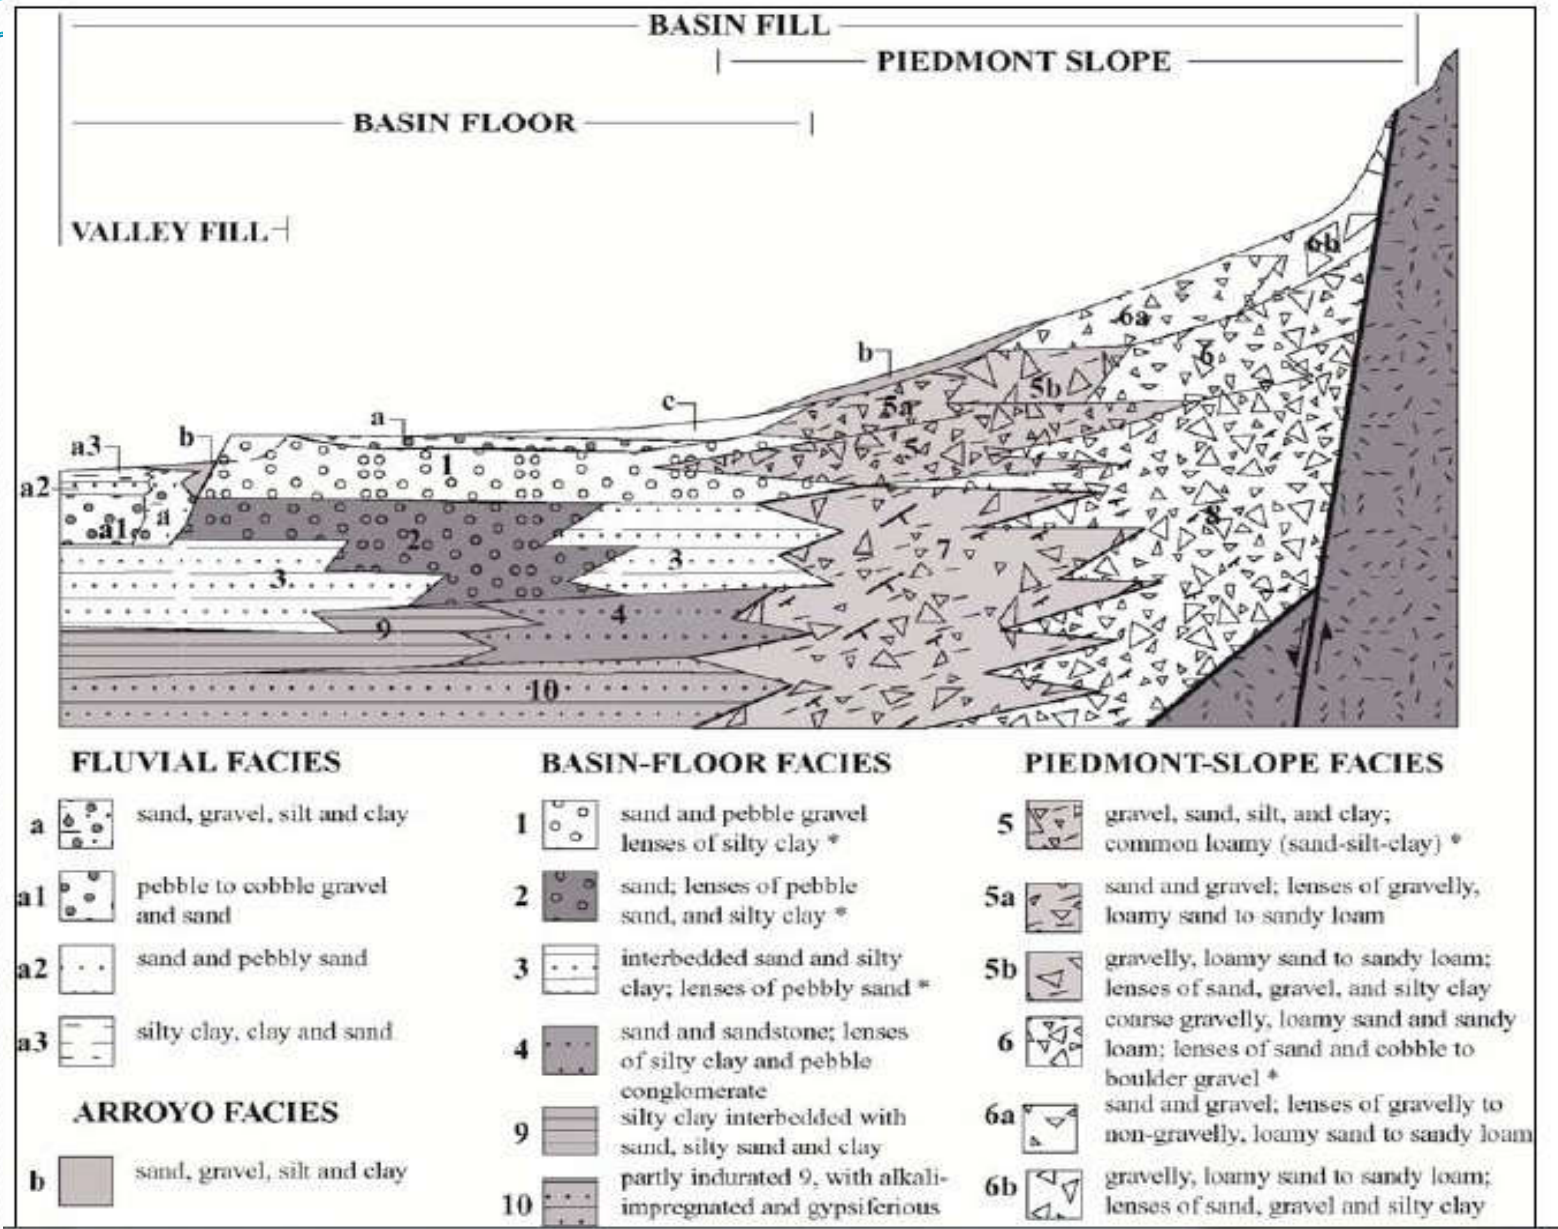 BASIN FILL
PIEDMONT SLOPE
BASIN FLOOR
VALLEY FILL
6b
6a
6
b
5b
5a
c
a
b
a3
5
1
a2
a
a1
8
2
7
3
3
4
9
10
FLUVIAL FACIES
a sand, gravel, silt and clay
a1 pebble to cobble gravel
and sand
a2 sand and pebbly sand
a3 silty clay, clay and sand
ARROYO FACIES
b sand, gravel, silt and clay
BASIN-FLOOR FACIES
1 sand and pebble gravel
lenses of silty clay *
2 sand; lenses of pebble
sand, and silty clay *
3 interbedded sand and silty
clay; lenses of pebbly sand *
4 sand and sandstone; lenses
of silty clay and pebble
conglomerate
9 silty clay interbedded with
sand, silty sand and clay
10 partly indurated 9, with alkali-
impregnated and gypsiferious
PIEDMONT-SLOPE FACIES
5 gravel, sand, silt, and clay;
common loamy (sand-silt-clay) *
5a sand and gravel; lenses of gravelly,
loamy sand to sandy loam
5b gravelly, loamy sand to sandy loam;
lenses of sand, gravel, and silty clay
6 coarse gravelly, loamy sand and sandy
loam; lenses of sand and cobble to
boulder gravel *
6a sand and gravel; lenses of gravelly to
non-gravelly, loamy sand to sandy loam
6b gravelly, loamy sand to sandy loam;
lenses of sand, gravel and silty clay